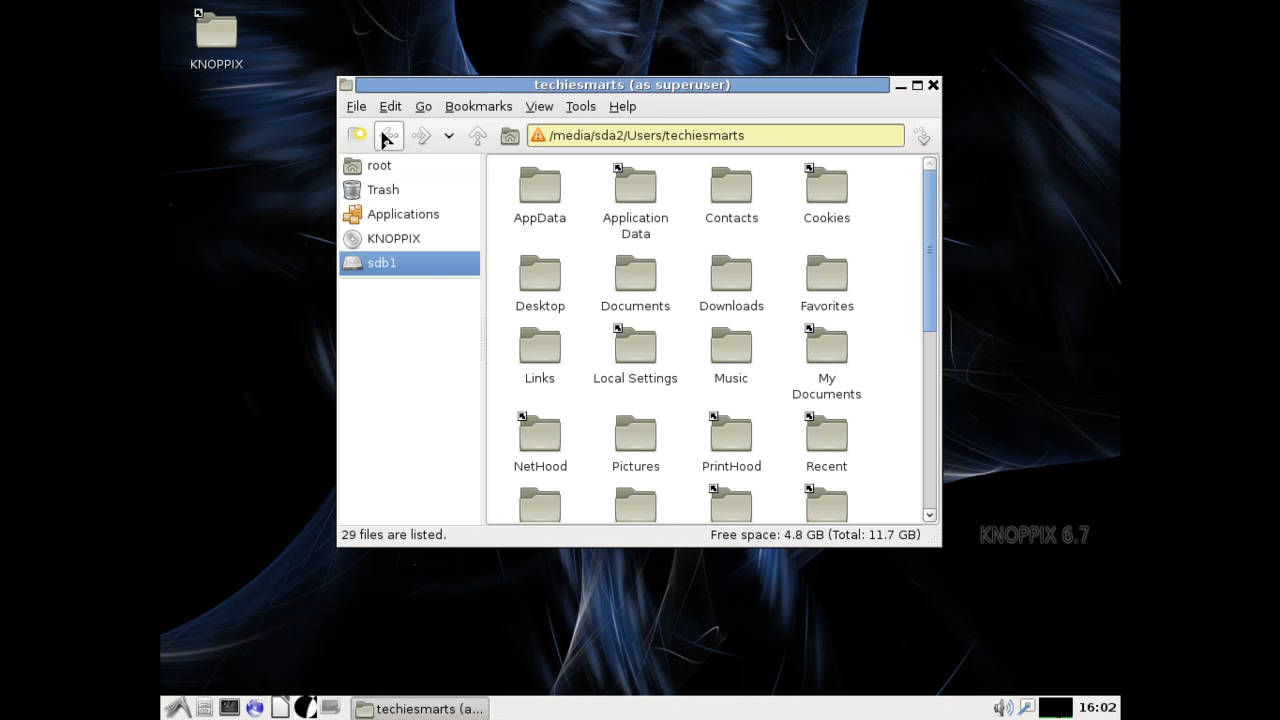 KNOPPIX
techiesmarts (as superuser)
File Edit Go Bookmarks View Tools Help
/media/sda2/Users/techiesmarts
root
Trash
Applications
KNOPPIX
sdb1
AppData
Application Data
Contacts
Cookies
Desktop
Documents
Downloads
Favorites
Links
Local Settings
Music
My Documents
NetHood
Pictures
PrintHood
Recent
29 files are listed.
Free space: 4.8 GB (Total: 11.7 GB)
KNOPPIX 6.7
techiesmarts (a...
16:02